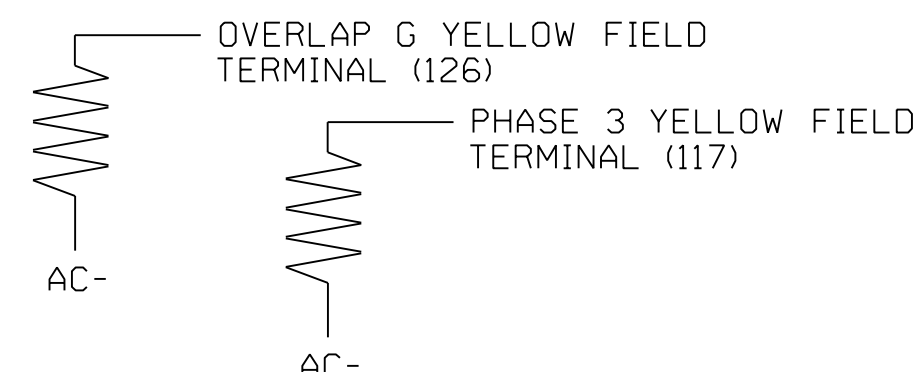 OVERLAP G YELLOW FIELD
TERMINAL (126)
PHASE 3 YELLOW FIELD
TERMINAL (117)
AC-
AC-